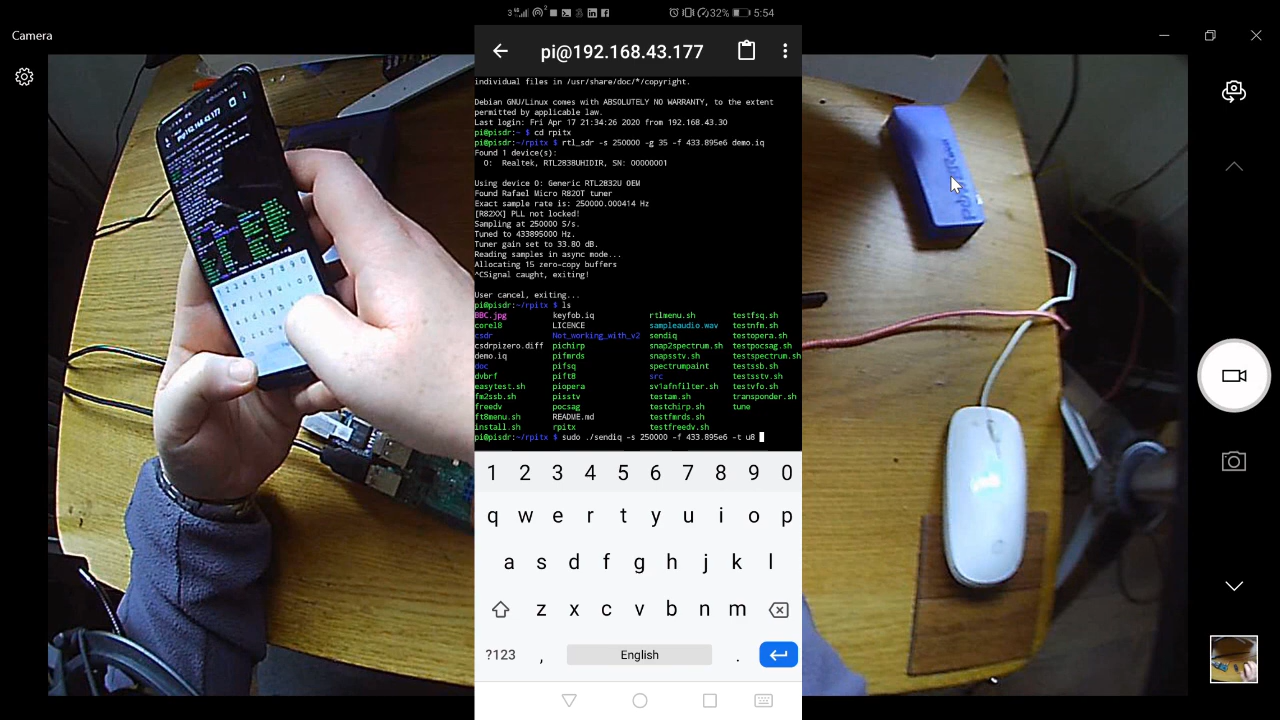 Camera
3 32% 5:54
pi@192.168.43.177
individual files in /usr/share/doc/*/copyright.
Debian GNU/Linux comes with ABSOLUTELY NO WARRANTY, to the extent
permitted by applicable law.
Last login: Fri Apr 17 21:34:26 2020 from 192.168.43.30
pi@pisdr:~ $ cd rpitx
pi@pisdr:~/rpitx $ rtl_sdr -s 250000 -g 35 -f 433.895e6 demo.iq
Found 1 device(s):
0: Realtek, RTL2838UHIDIR, SN: 00000001
Using device 0: Generic RTL2832U OEM
Found Rafael Micro R820T tuner
Exact sample rate is: 250000.000414 Hz
[R82XX] PLL not locked!
Sampling at 250000 S/s.
Tuned to 433895000 Hz.
Tuner gain set to 33.80 dB.
Reading samples in async mode...
Allocating 15 zero-copy buffers
^CSignal caught, exiting!
User cancel, exiting...
pi@pisdr:~/rpitx $ ls
BBC.jpg keyfob.iq rtlmenu.sh testfsq.sh
corel8 LICENCE sampleaudio.wav testnfm.sh
csdr Not_working_with_v2 sendiq testopera.sh
csdrpizero.diff pichirp snap2spectrum.sh testpocsag.sh
demo.iq pifmrds snapsstv.sh testspectrum.sh
doc pifsq spectrumpaint testssb.sh
dvbrf pift8 src testsstv.sh
easytest.sh piopera sv1afnfilter.sh testvfo.sh
fm2ssb.sh pisstv testam.sh transponder.sh
freedv pocsag testchirp.sh tune
ft8menu.sh README.md testfmrds.sh
install.sh rpitx testfreedv.sh
pi@pisdr:~/rpitx $ sudo ./sendiq -s 250000 -f 433.895e6 -t u8
1 2 3 4 5 6 7 8 9 0
q w e r t y u i o p
a s d f g h j k l
z x c v b n m
?123 , English .